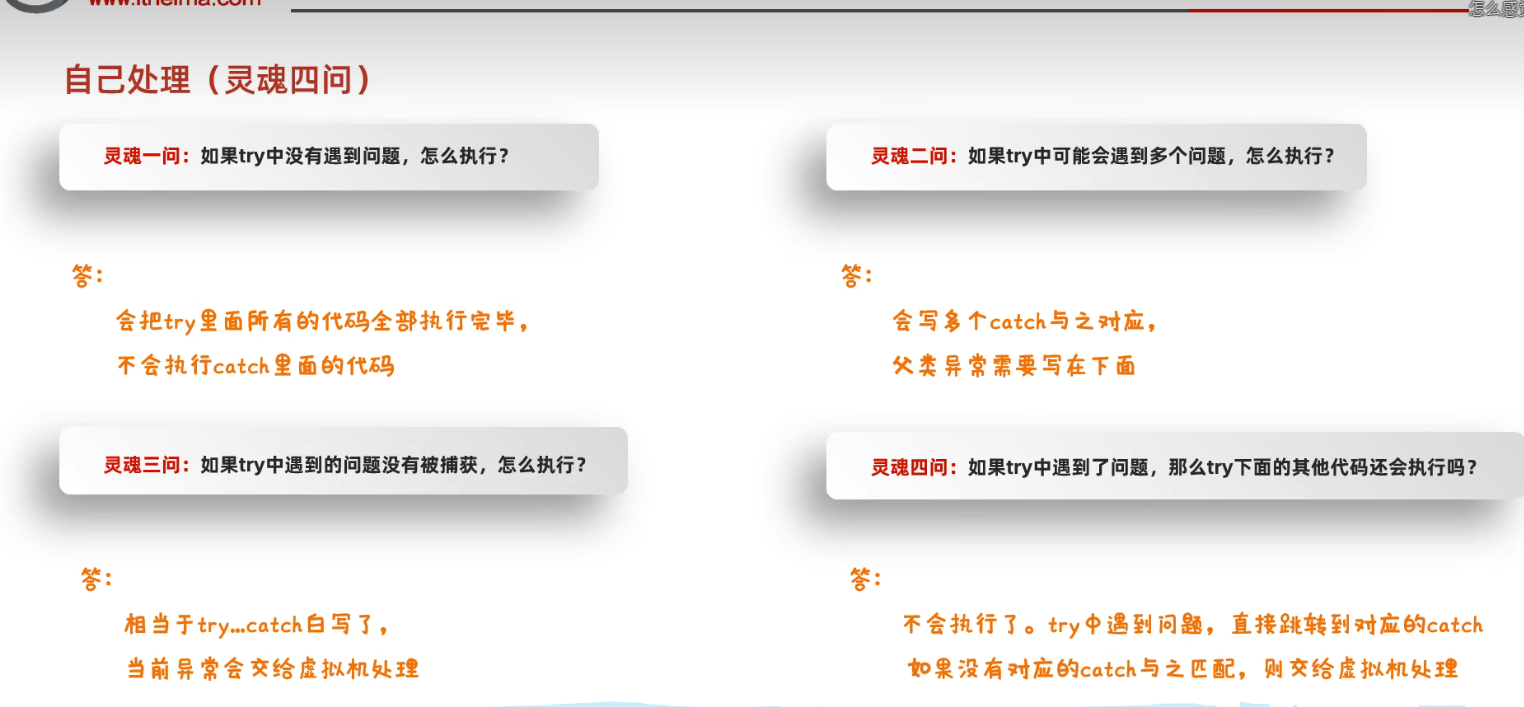 www.itheima.com
自己处理（灵魂四问）
灵魂一问：如果try中没有遇到问题，怎么执行？
答：
会把try里面所有的代码全部执行完毕，
不会执行catch里面的代码
灵魂二问：如果try中可能会遇到多个问题，怎么执行？
答：
会写多个catch与之对应，
父类异常需要写在下面
灵魂三问：如果try中遇到的问题没有被捕获，怎么执行？
答：
相当于try...catch白写了，
当前异常会交给虚拟机处理
灵魂四问：如果try中遇到了问题，那么try下面的其他代码还会执行吗？
答：
不会执行了。try中遇到问题，直接跳转到对应的catch
如果没有对应的catch与之匹配，则交给虚拟机处理